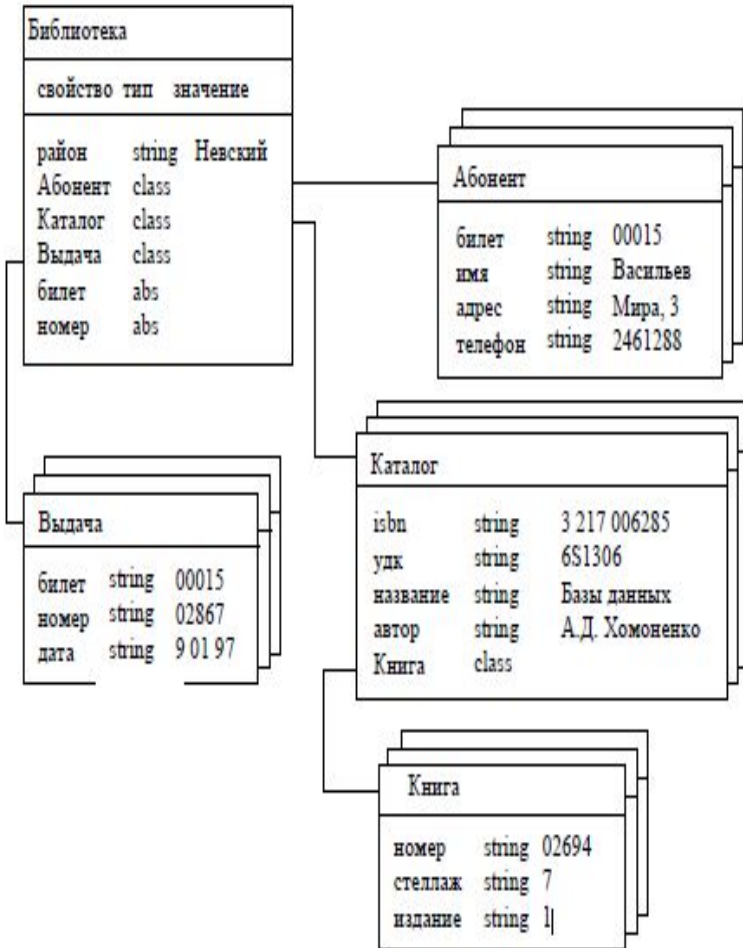 Библиотека
свойство тип значение
район string Невский
Абонент class
Каталог class
Выдача class
билет abs
номер abs
Абонент
билет string 00015
имя string Васильев
адрес string Мира, 3
телефон string 2461288
Каталог
isbn string 3 217 006285
удк string 6S1306
название string Базы данных
автор string А.Д. Хомоненко
Книга class
Выдача
билет string 00015
номер string 02867
дата string 9 01 97
Книга
номер string 02694
стеллаж string 7
издание string 1